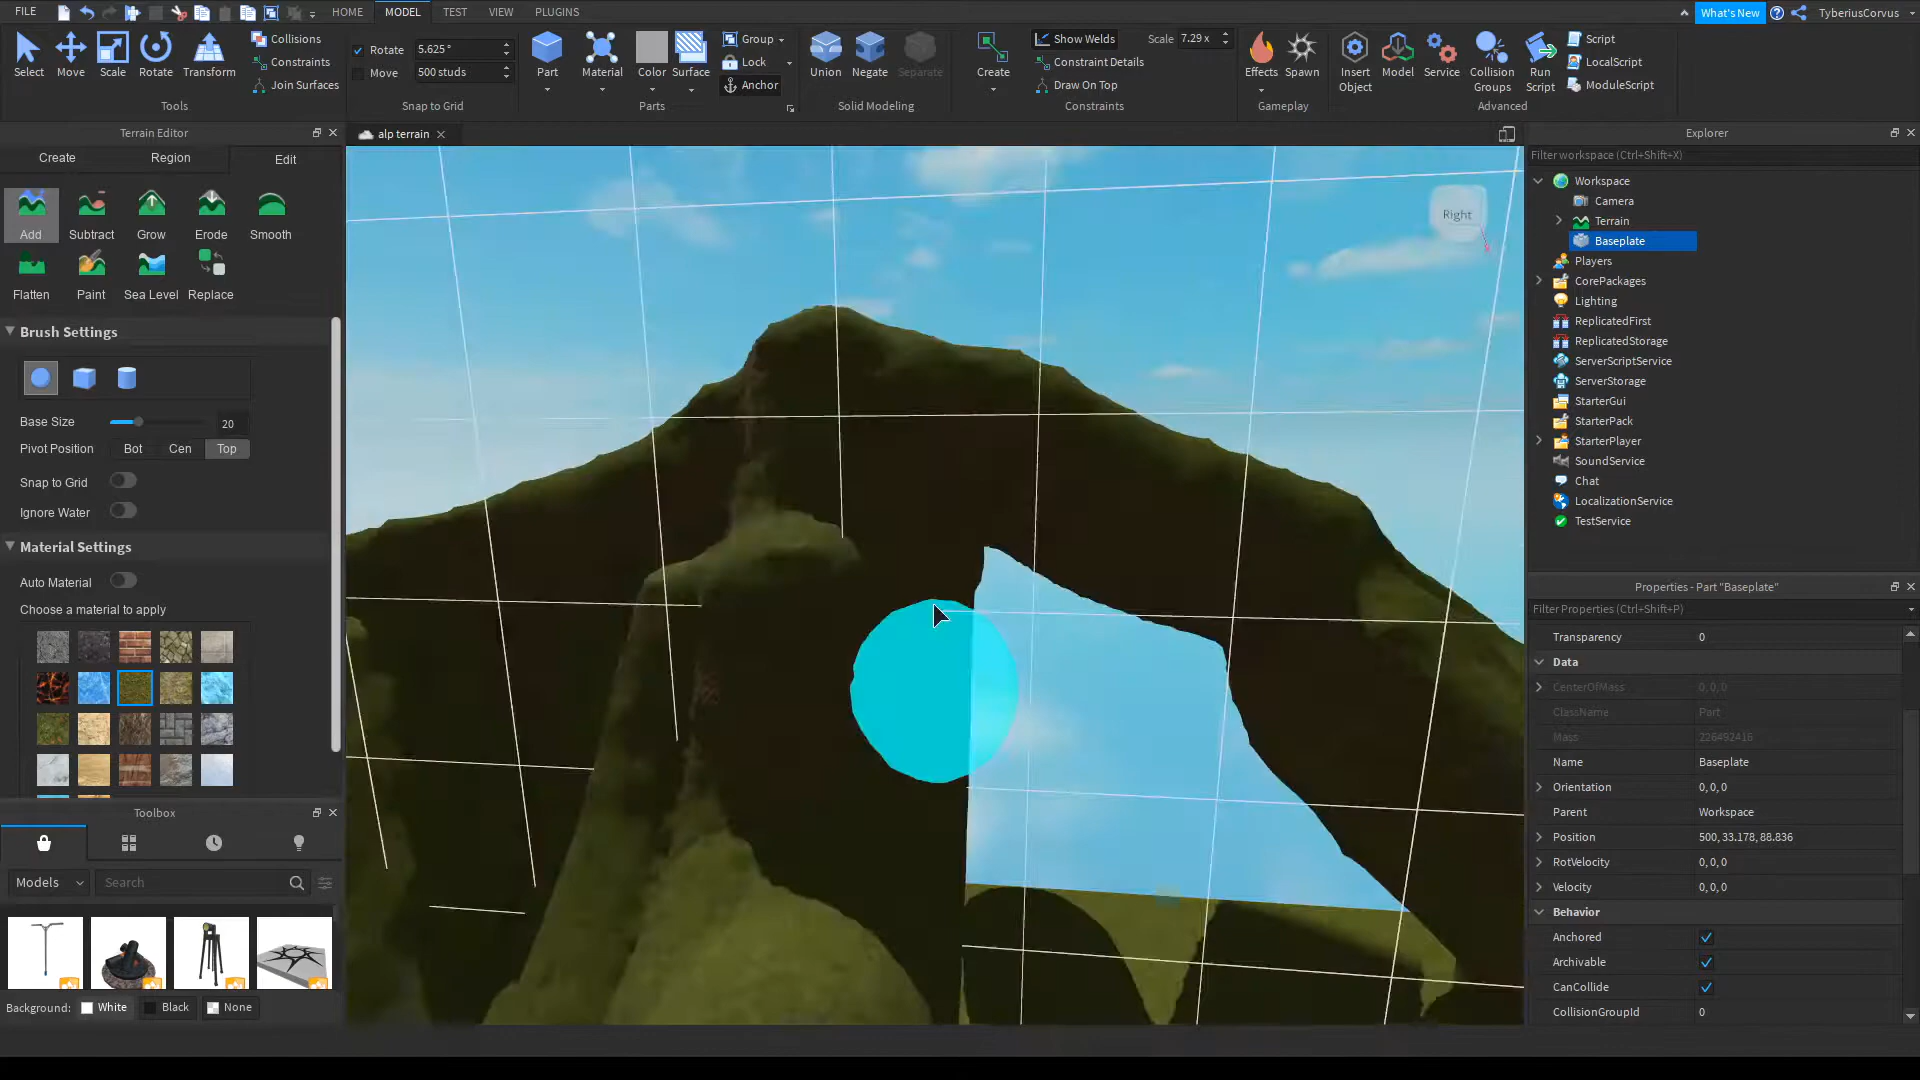 FILE HOME MODEL TEST VIEW PLUGINS What's New TyberiusCorvus
Select Move Scale Rotate Transform
Collisions
Constraints
Join Surfaces
Tools
Rotate 5.625°
Move 500 studs
Snap to Grid
Part Material Color Surface
Group
Lock
Anchor
Parts
Union Negate Separate
Solid Modeling
Create
Show Welds Scale 7.29 x
Constraint Details
Draw On Top
Constraints
Effects Spawn
Gameplay
Insert Object Model Service Collision Groups Run Script
Script
LocalScript
ModuleScript
Advanced
Terrain Editor
Create Region Edit
Add Subtract Grow Erode Smooth
Flatten Paint Sea Level Replace
Brush Settings
Base Size 20
Pivot Position Bot Cen Top
Snap to Grid
Ignore Water
Material Settings
Auto Material
Choose a material to apply
Toolbox
Models Search
Background: White Black None
alp terrain
Right
Explorer
Filter workspace (Ctrl+Shift+X)
Workspace
Camera
Terrain
Baseplate
Players
CorePackages
Lighting
ReplicatedFirst
ReplicatedStorage
ServerScriptService
ServerStorage
StarterGui
StarterPack
StarterPlayer
SoundService
Chat
LocalizationService
TestService
Properties - Part "Baseplate"
Filter Properties (Ctrl+Shift+P)
Transparency 0
Data
CenterOfMass 0, 0, 0
ClassName Part
Mass 226492416
Name Baseplate
Orientation 0, 0, 0
Parent Workspace
Position 500, 33.178, 88.836
RotVelocity 0, 0, 0
Velocity 0, 0, 0
Behavior
Anchored
Archivable
CanCollide
CollisionGroupId 0